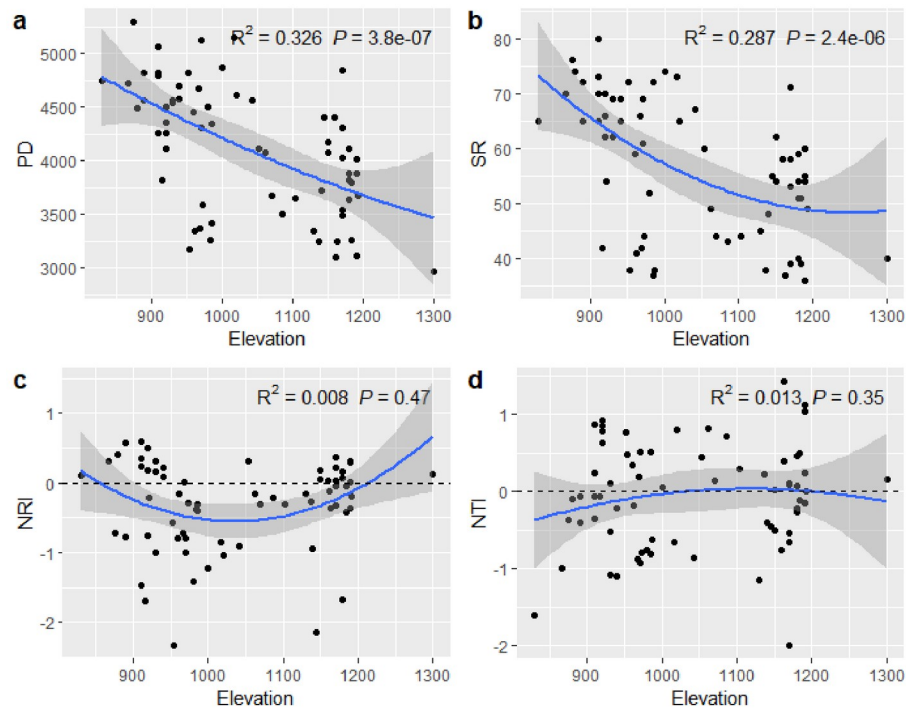 a
R² = 0.326 P = 3.8e-07
5000
4500
4000
3500
3000
PD
900
1000
1100
1200
1300
Elevation
b
R² = 0.287 P = 2.4e-06
80
70
60
50
40
SR
900
1000
1100
1200
1300
Elevation
c
R² = 0.008 P = 0.47
1
0
-1
-2
NRI
900
1000
1100
1200
1300
Elevation
d
R² = 0.013 P = 0.35
1
0
-1
-2
NTI
900
1000
1100
1200
1300
Elevation